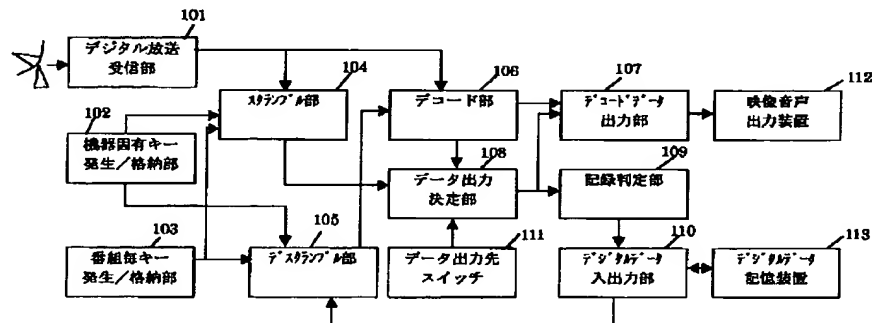 101
デジタル放送
受信部
104
スタランプル部
106
デコード部
107
デコードデータ
出力部
112
映像音声
出力装置
102
機器固有キー
発生／格納部
108
データ出力
決定部
109
記録判定部
103
番組毎キー
発生／格納部
105
デスクランプル部
111
データ出力先
スイッチ
110
デジタルデータ
入出力部
113
デジタルデータ
記憶装置